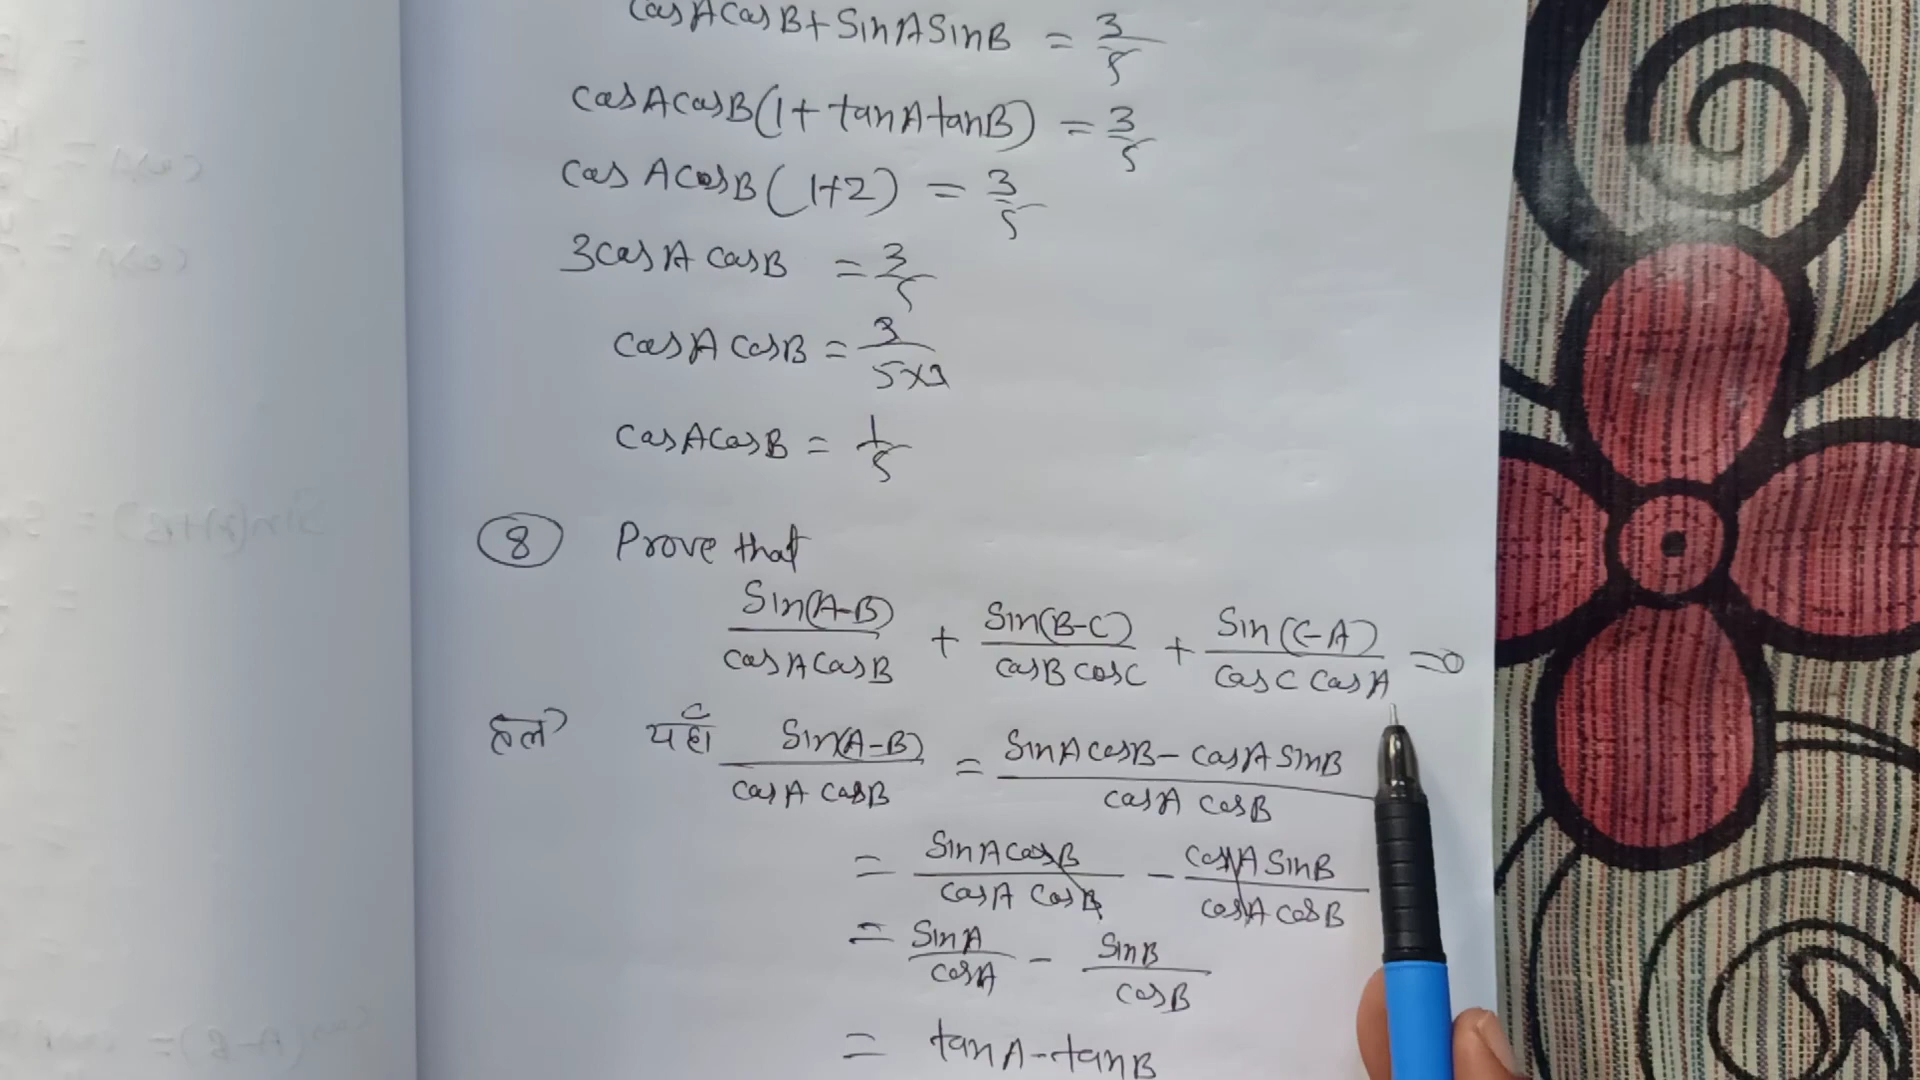 cosAcosB+SinASinB = 3/5
cosAcosB(1+tanAtanB) = 3/5
cosAcosB(1+2) = 3/5
3cosAcosB = 3/5
cosAcosB = 3/5×3
cosAcosB = 1/5
8 Prove that
Sin(A-B)/cosAcosB + Sin(B-C)/cosBcosC + Sin(C-A)/cosCcosA =0
हल यहाँ Sin(A-B)/cosAcosB = SinAcosB-cosASinB/cosAcosB
= SinAcosB/cosAcosB - cosASinB/cosAcosB
= SinA/cosA - SinB/cosB
= tanA-tanB